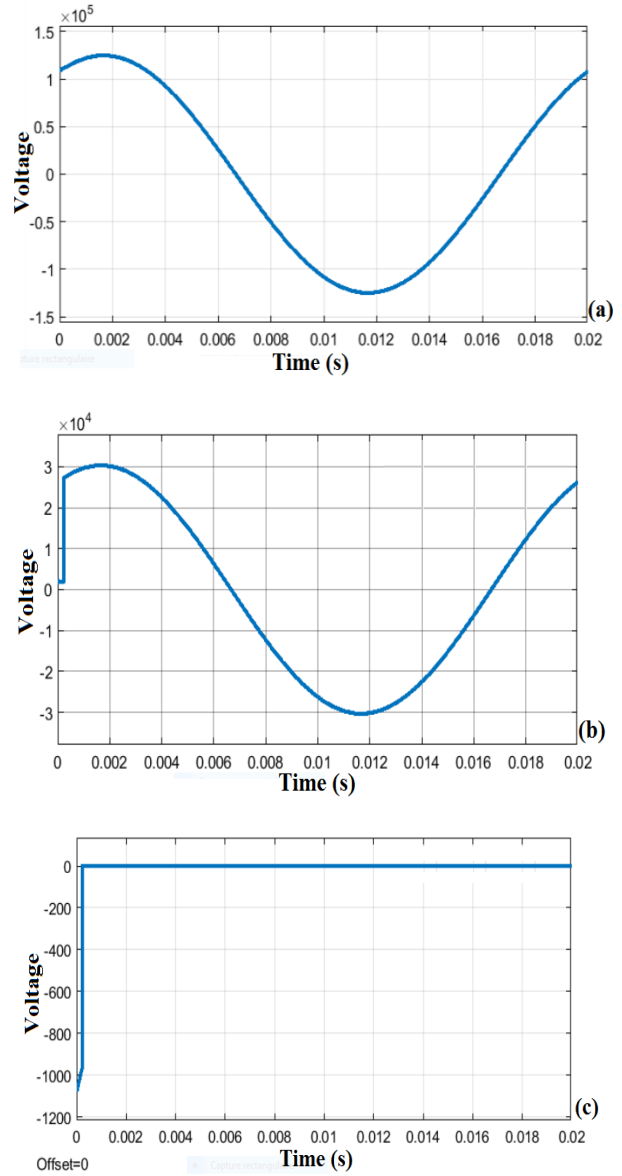 ×10⁵
1.5
1
0.5
0
-0.5
-1
-1.5
Voltage
0 0.002 0.004 0.006 0.008 0.01 0.012 0.014 0.016 0.018 0.02
Time (s)
(a)
ture rectangulaire
×10⁴
3
2
1
0
-1
-2
-3
Voltage
0 0.002 0.004 0.006 0.008 0.01 0.012 0.014 0.016 0.018 0.02
Time (s)
(b)
0
-200
-400
-600
-800
-1000
-1200
Voltage
0 0.002 0.004 0.006 0.008 0.01 0.012 0.014 0.016 0.018 0.02
Time (s)
(c)
Offset=0
Capture rectangul